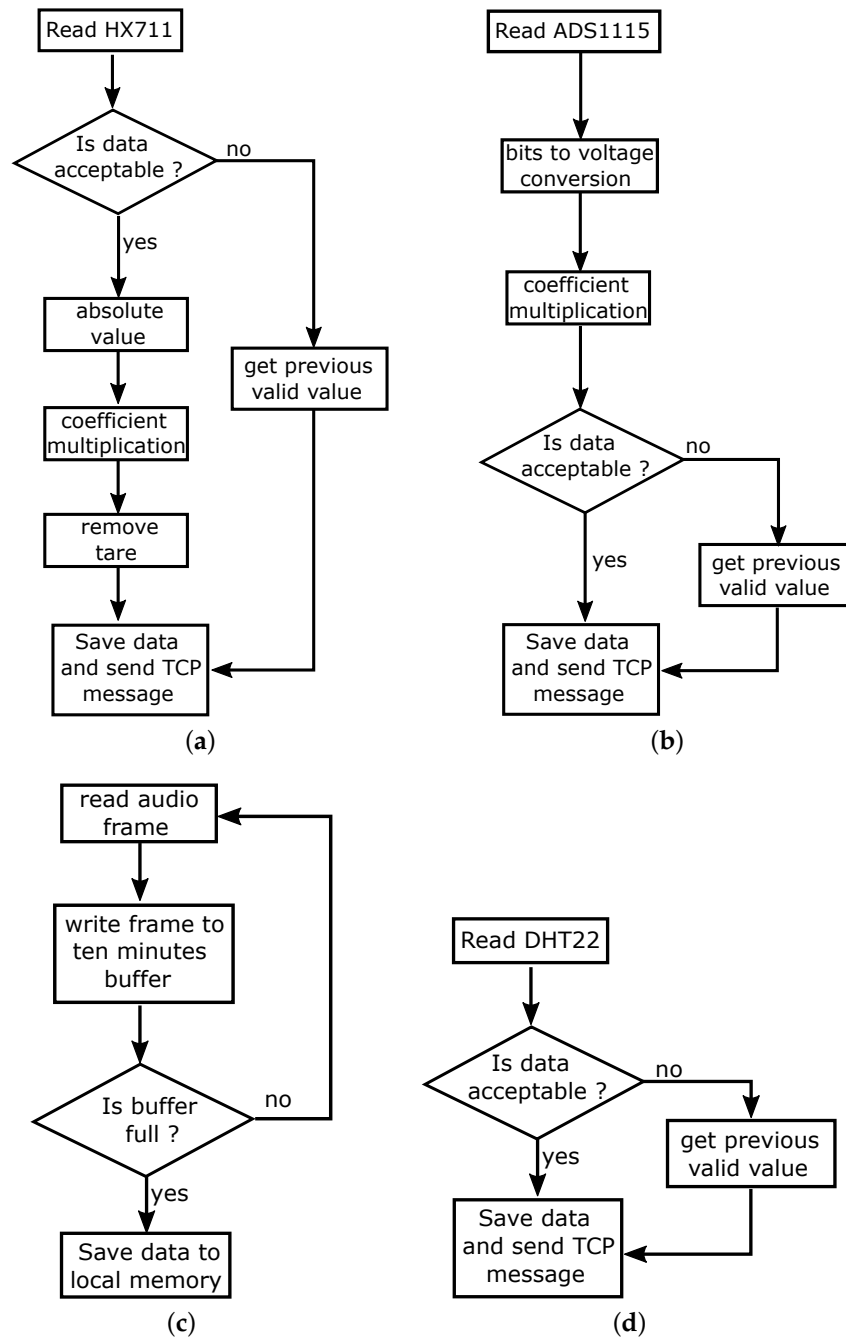 Read HX711
Is data
acceptable ?
no
yes
absolute
value
get previous
valid value
coefficient
multiplication
remove
tare
Save data
and send TCP
message
(a)
Read ADS1115
bits to voltage
conversion
coefficient
multiplication
Is data
acceptable ?
no
yes
get previous
valid value
Save data
and send TCP
message
(b)
read audio
frame
write frame to
ten minutes
buffer
Is buffer
full ?
no
yes
Save data to
local memory
(c)
Read DHT22
Is data
acceptable ?
no
yes
get previous
valid value
Save data
and send TCP
message
(d)